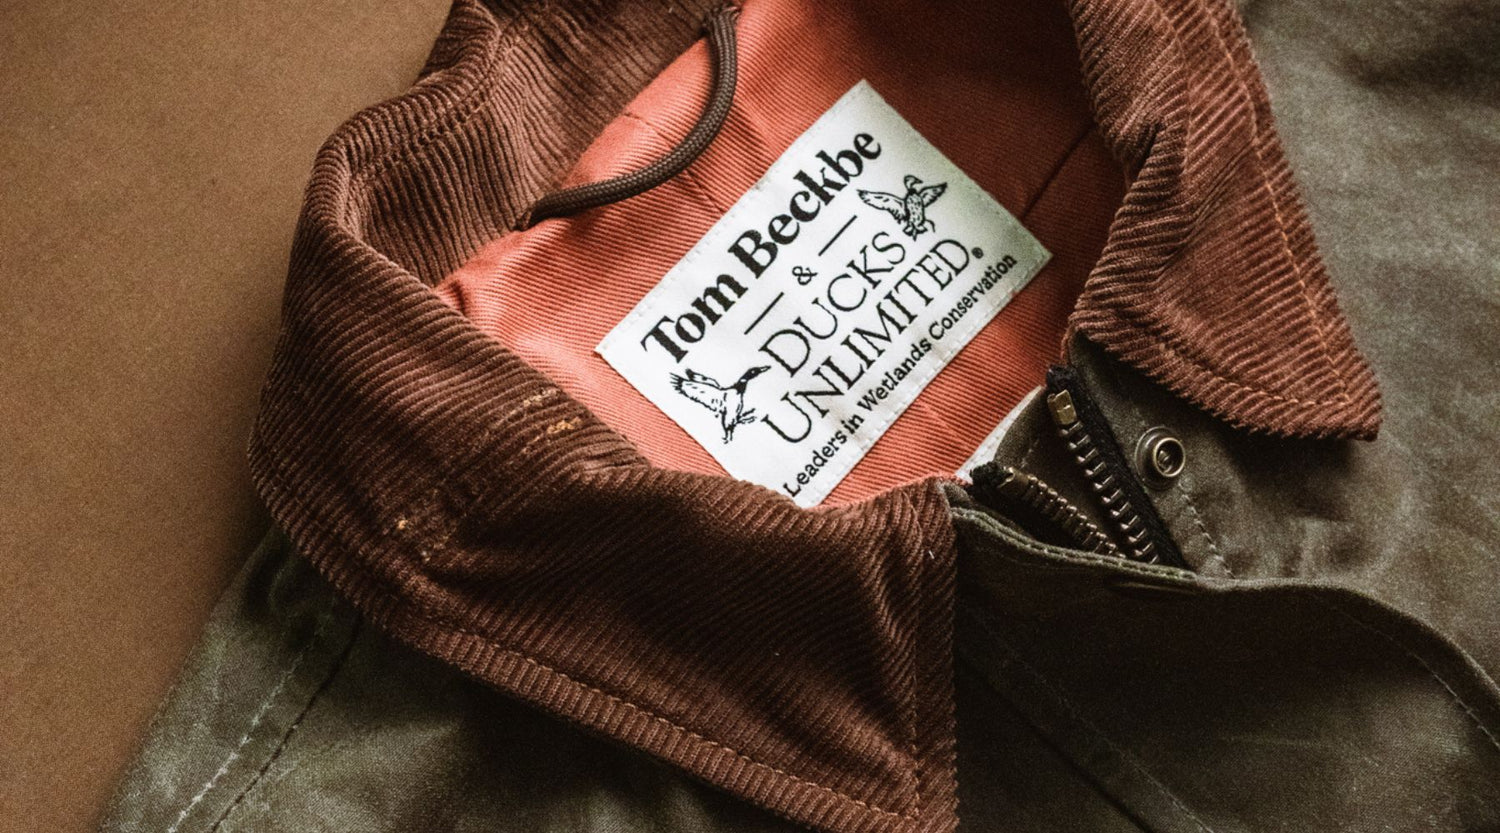 Tom Beckbe
&
DUCKS
UNLIMITED®
Leaders in Wetlands Conservation